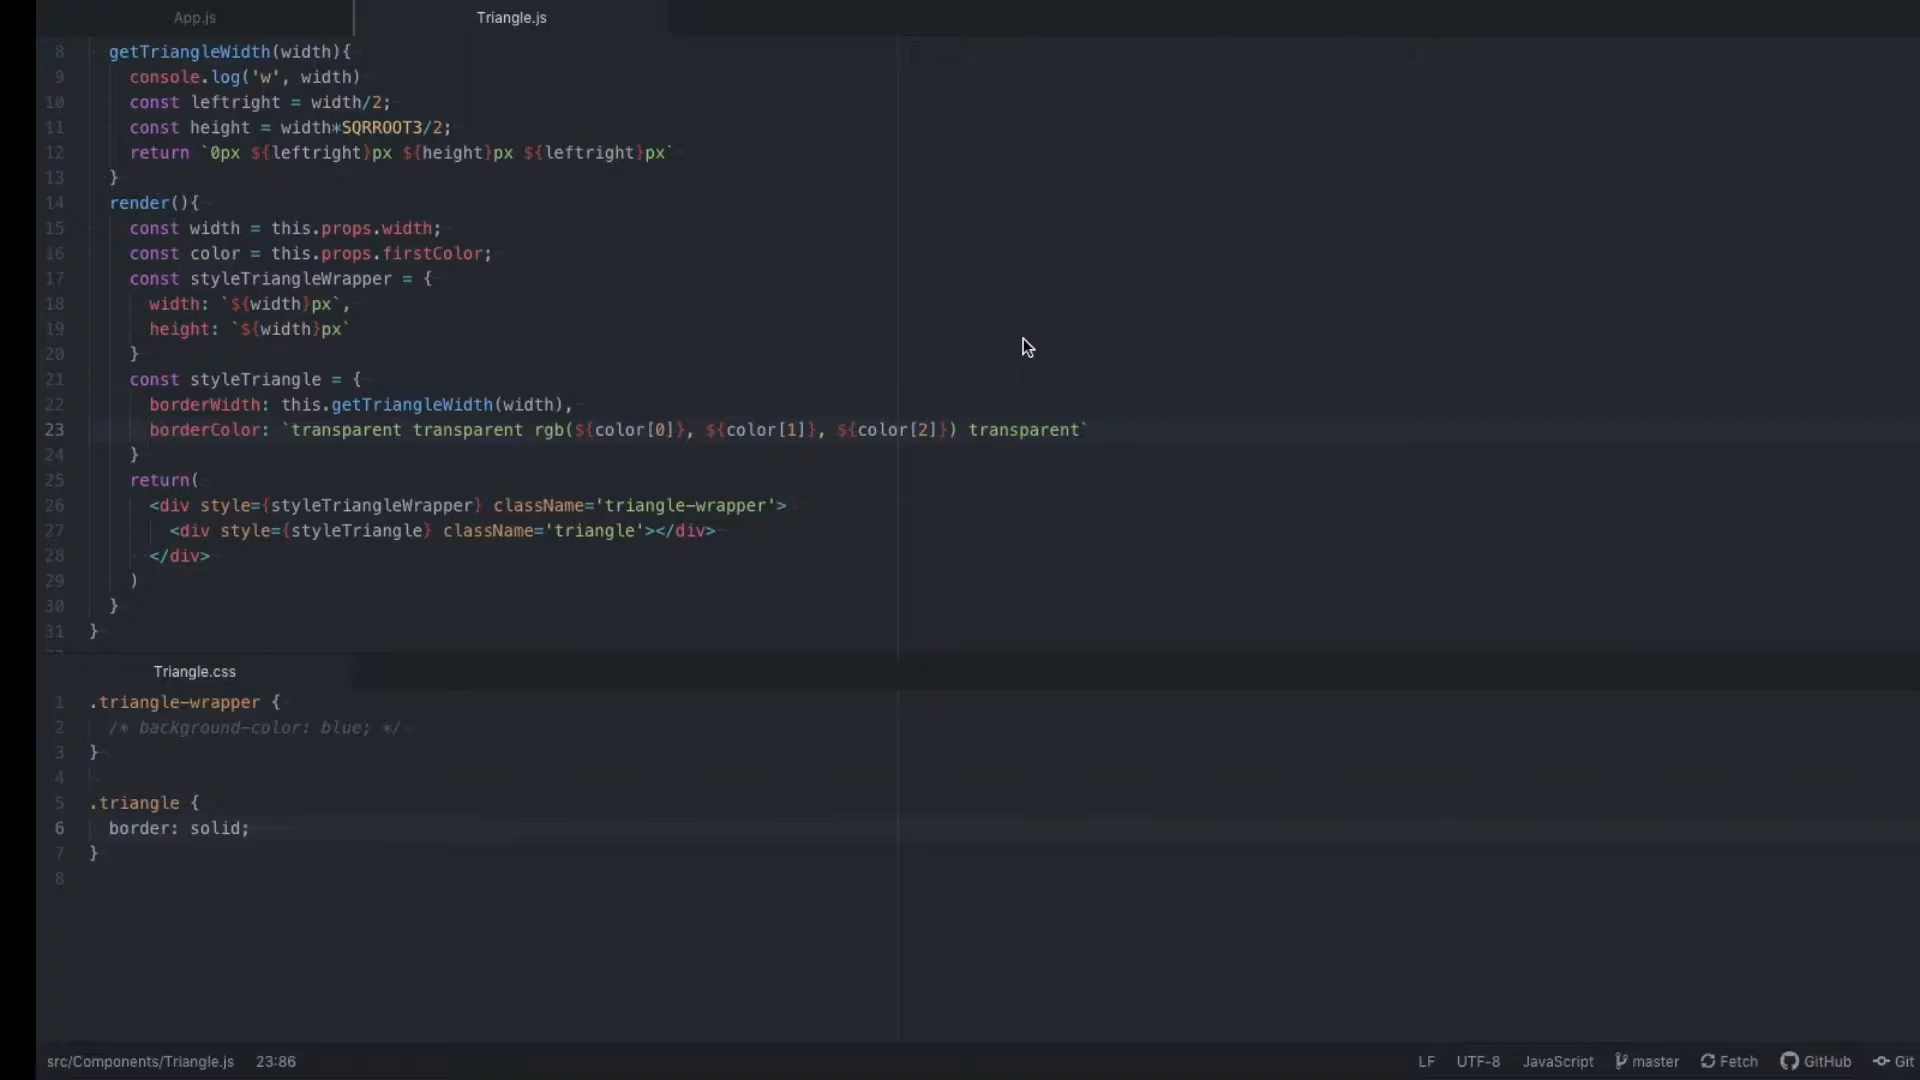 App.js
Triangle.js
8 getTriangleWidth(width){
9 console.log('w', width)
10 const leftright = width/2;
11 const height = width*SQRROOT3/2;
12 return `0px ${leftright}px ${height}px ${leftright}px`
13 }
14 render(){
15 const width = this.props.width;
16 const color = this.props.firstColor;
17 const styleTriangleWrapper = {
18 width: `${width}px`,
19 height: `${width}px`
20 }
21 const styleTriangle = {
22 borderWidth: this.getTriangleWidth(width),
23 borderColor: `transparent transparent rgb(${color[0]}, ${color[1]}, ${color[2]}) transparent`
24 }
25 return(
26 <div style={styleTriangleWrapper} className='triangle-wrapper'>
27 <div style={styleTriangle} className='triangle'></div>
28 </div>
29 )
30 }
31 }
Triangle.css
1 .triangle-wrapper {
2 /* background-color: blue; */
3 }
4
5 .triangle {
6 border: solid;
7 }
8
src/Components/Triangle.js 23:86 LF UTF-8 JavaScript master Fetch GitHub Git